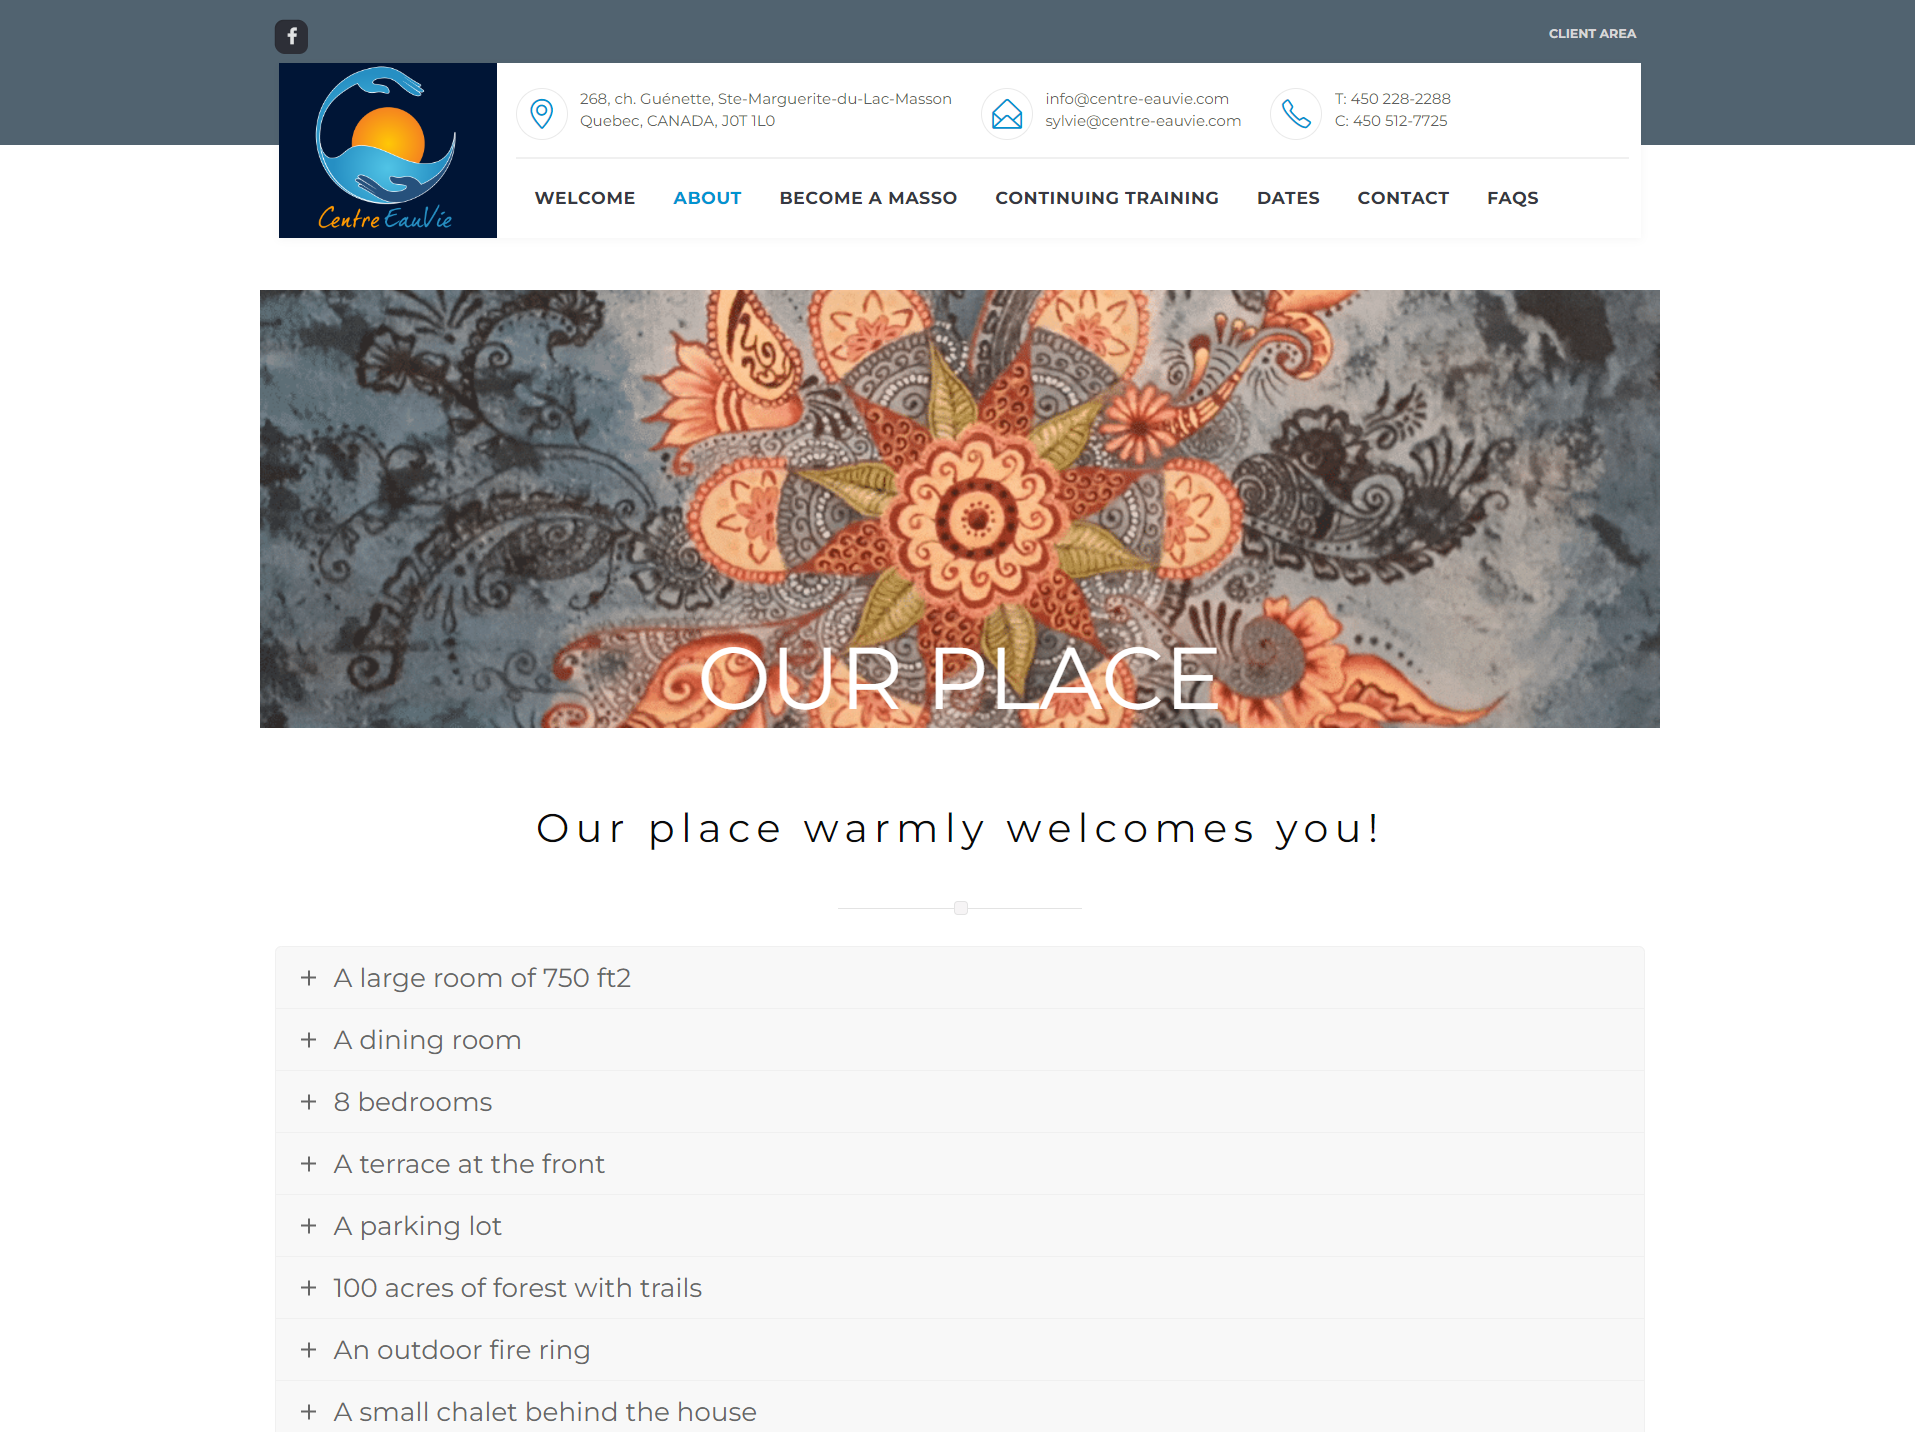 CLIENT AREA
Centre EauVie
268, ch. Guénette, Ste-Marguerite-du-Lac-Masson
Quebec, CANADA, J0T 1L0
info@centre-eauvie.com
sylvie@centre-eauvie.com
T: 450 228-2288
C: 450 512-7725
WELCOME ABOUT BECOME A MASSO CONTINUING TRAINING DATES CONTACT FAQS
OUR PLACE
Our place warmly welcomes you!
A large room of 750 ft2
A dining room
8 bedrooms
A terrace at the front
A parking lot
100 acres of forest with trails
An outdoor fire ring
A small chalet behind the house